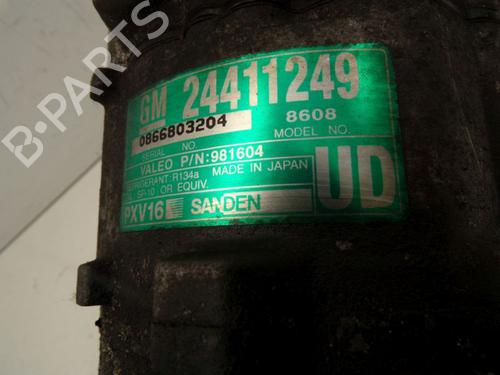 B-PARTS
GM 24411249
0866803204 8608
SERIAL NO. MODEL NO.
VALEO P/N:981604
REFRIGERANT:R134a MADE IN JAPAN
SP-10 OR EQUIV.
PXV16 SANDEN UD